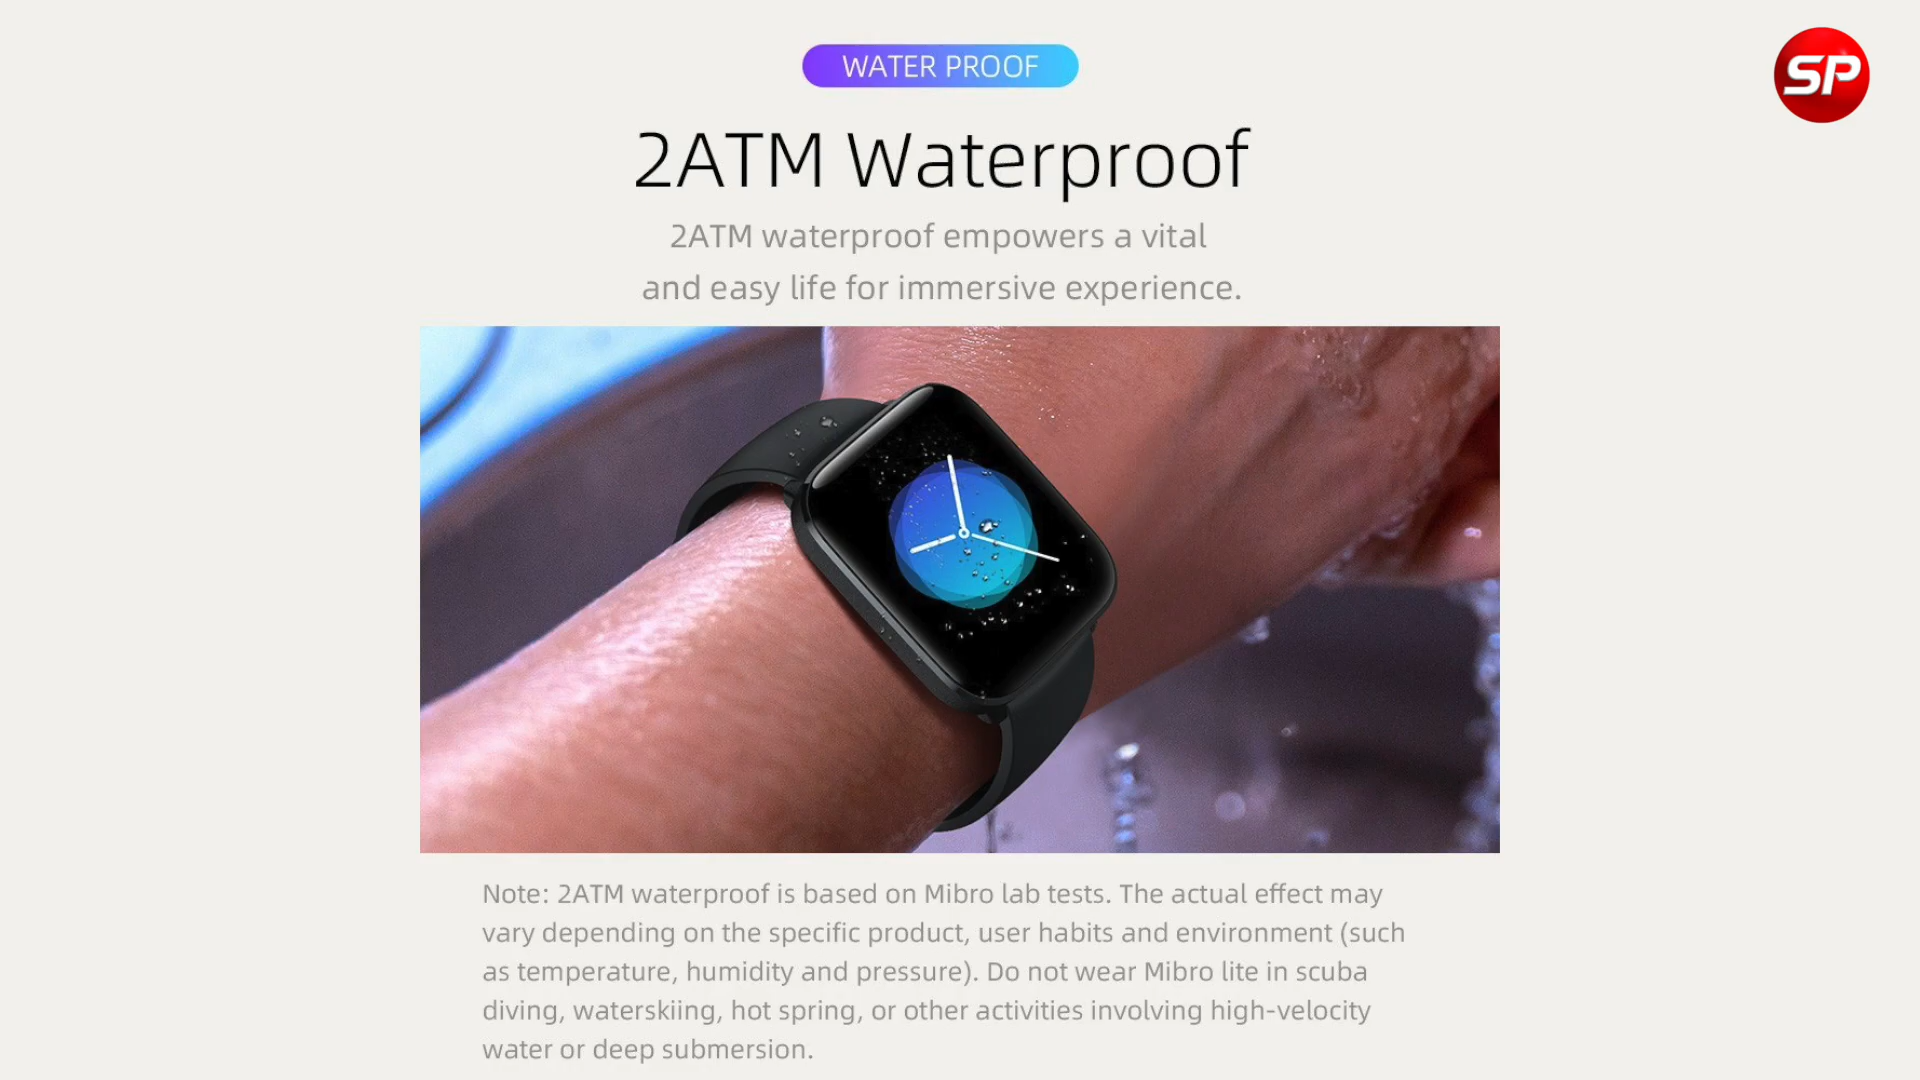 WATER PROOF
SP
2ATM Waterproof
2ATM waterproof empowers a vital
and easy life for immersive experience.
Note: 2ATM waterproof is based on Mibro lab tests. The actual effect may
vary depending on the specific product, user habits and environment (such
as temperature, humidity and pressure). Do not wear Mibro lite in scuba
diving, waterskiing, hot spring, or other activities involving high-velocity
water or deep submersion.